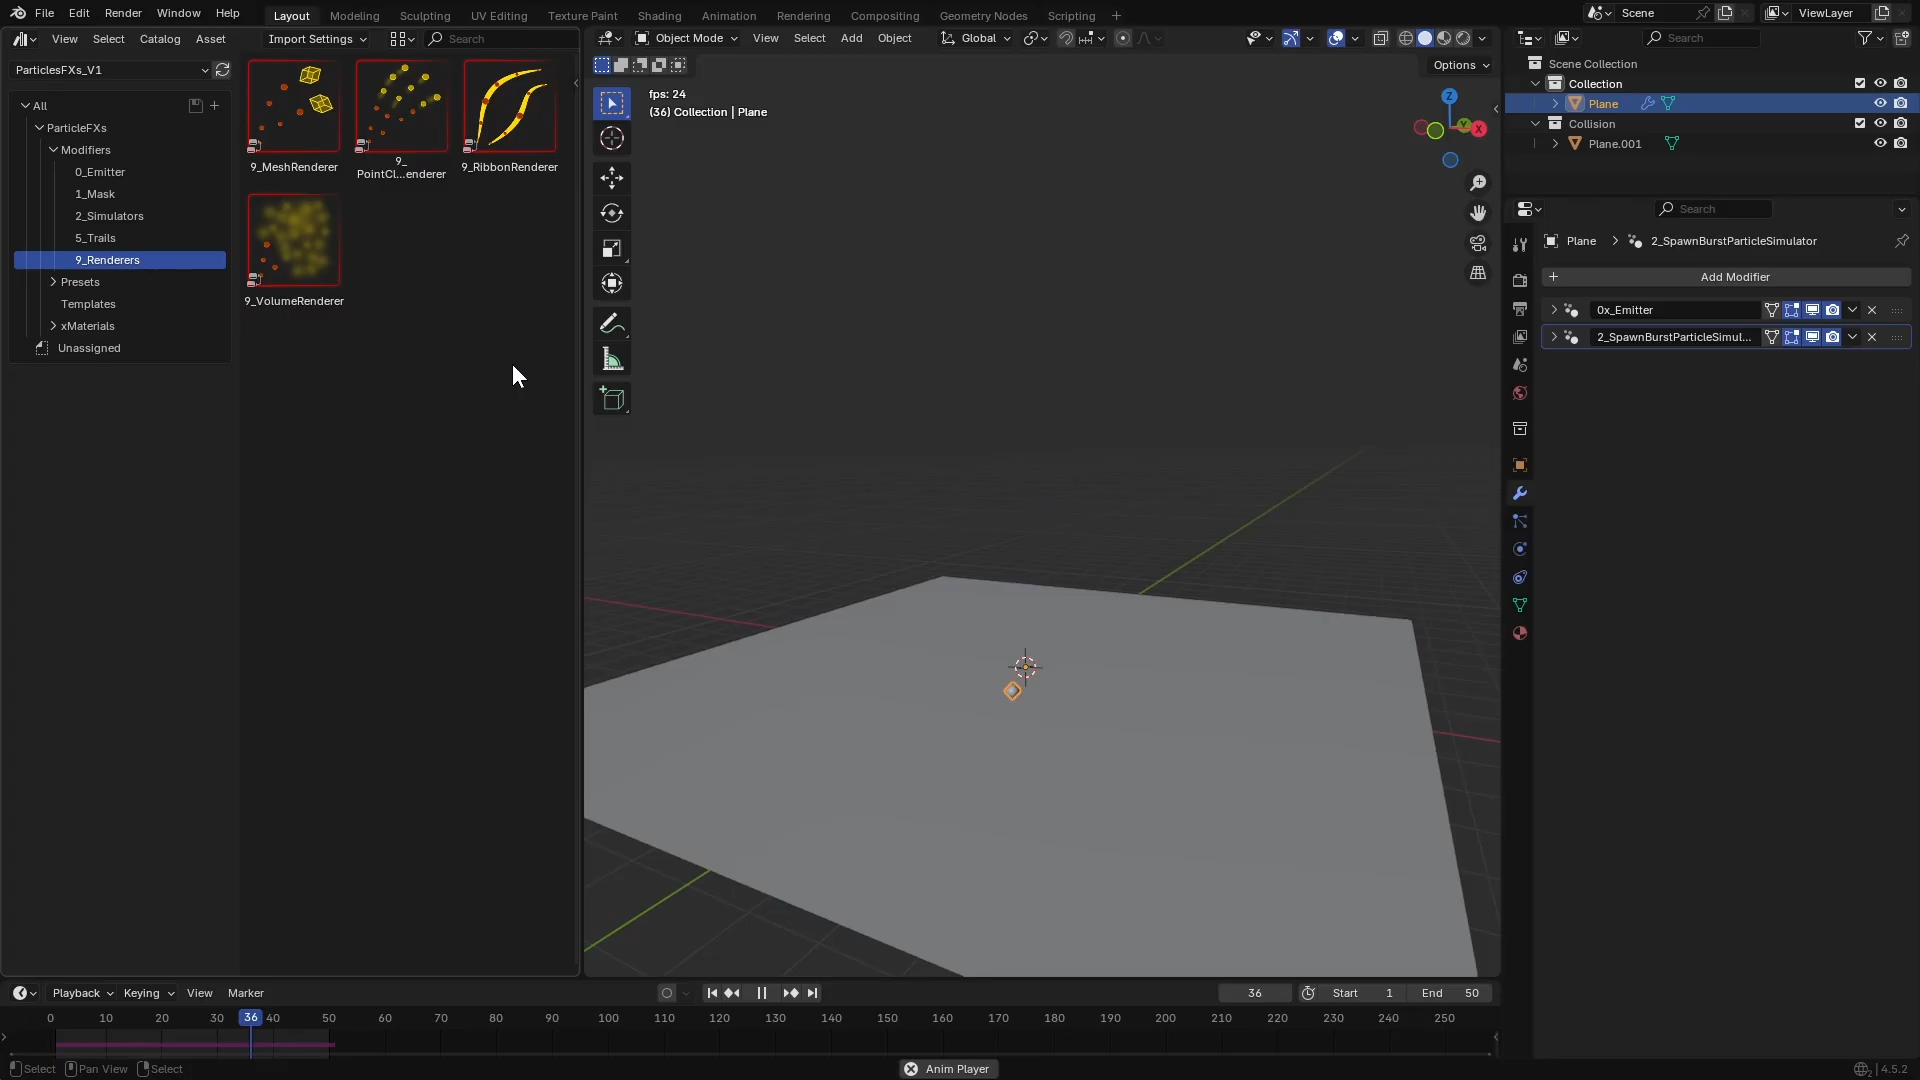 File Edit Render Window Help
Layout Modeling Sculpting UV Editing Texture Paint Shading Animation Rendering Compositing Geometry Nodes Scripting
Scene
ViewLayer
View Select Catalog Asset Import Settings Search
Object Mode View Select Add Object Global
Search
ParticlesFXs_V1
Options
All
ParticleFXs
Modifiers
0_Emitter
1_Mask
2_Simulators
5_Trails
9_Renderers
Presets
Templates
xMaterials
Unassigned
9_MeshRenderer
9_
PointCl...enderer
9_RibbonRenderer
9_VolumeRenderer
fps: 24
(36) Collection | Plane
Z
Y
X
Scene Collection
Collection
Plane
Collision
Plane.001
Search
Plane > 2_SpawnBurstParticleSimulator
Add Modifier
0x_Emitter
2_SpawnBurstParticleSimul...
Playback Keying View Marker
36
Start 1
End 50
0 10 20 30 36 40 50 60 70 80 90 100 110 120 130 140 150 160 170 180 190 200 210 220 230 240 250
Select Pan View Select
Anim Player
4.5.2